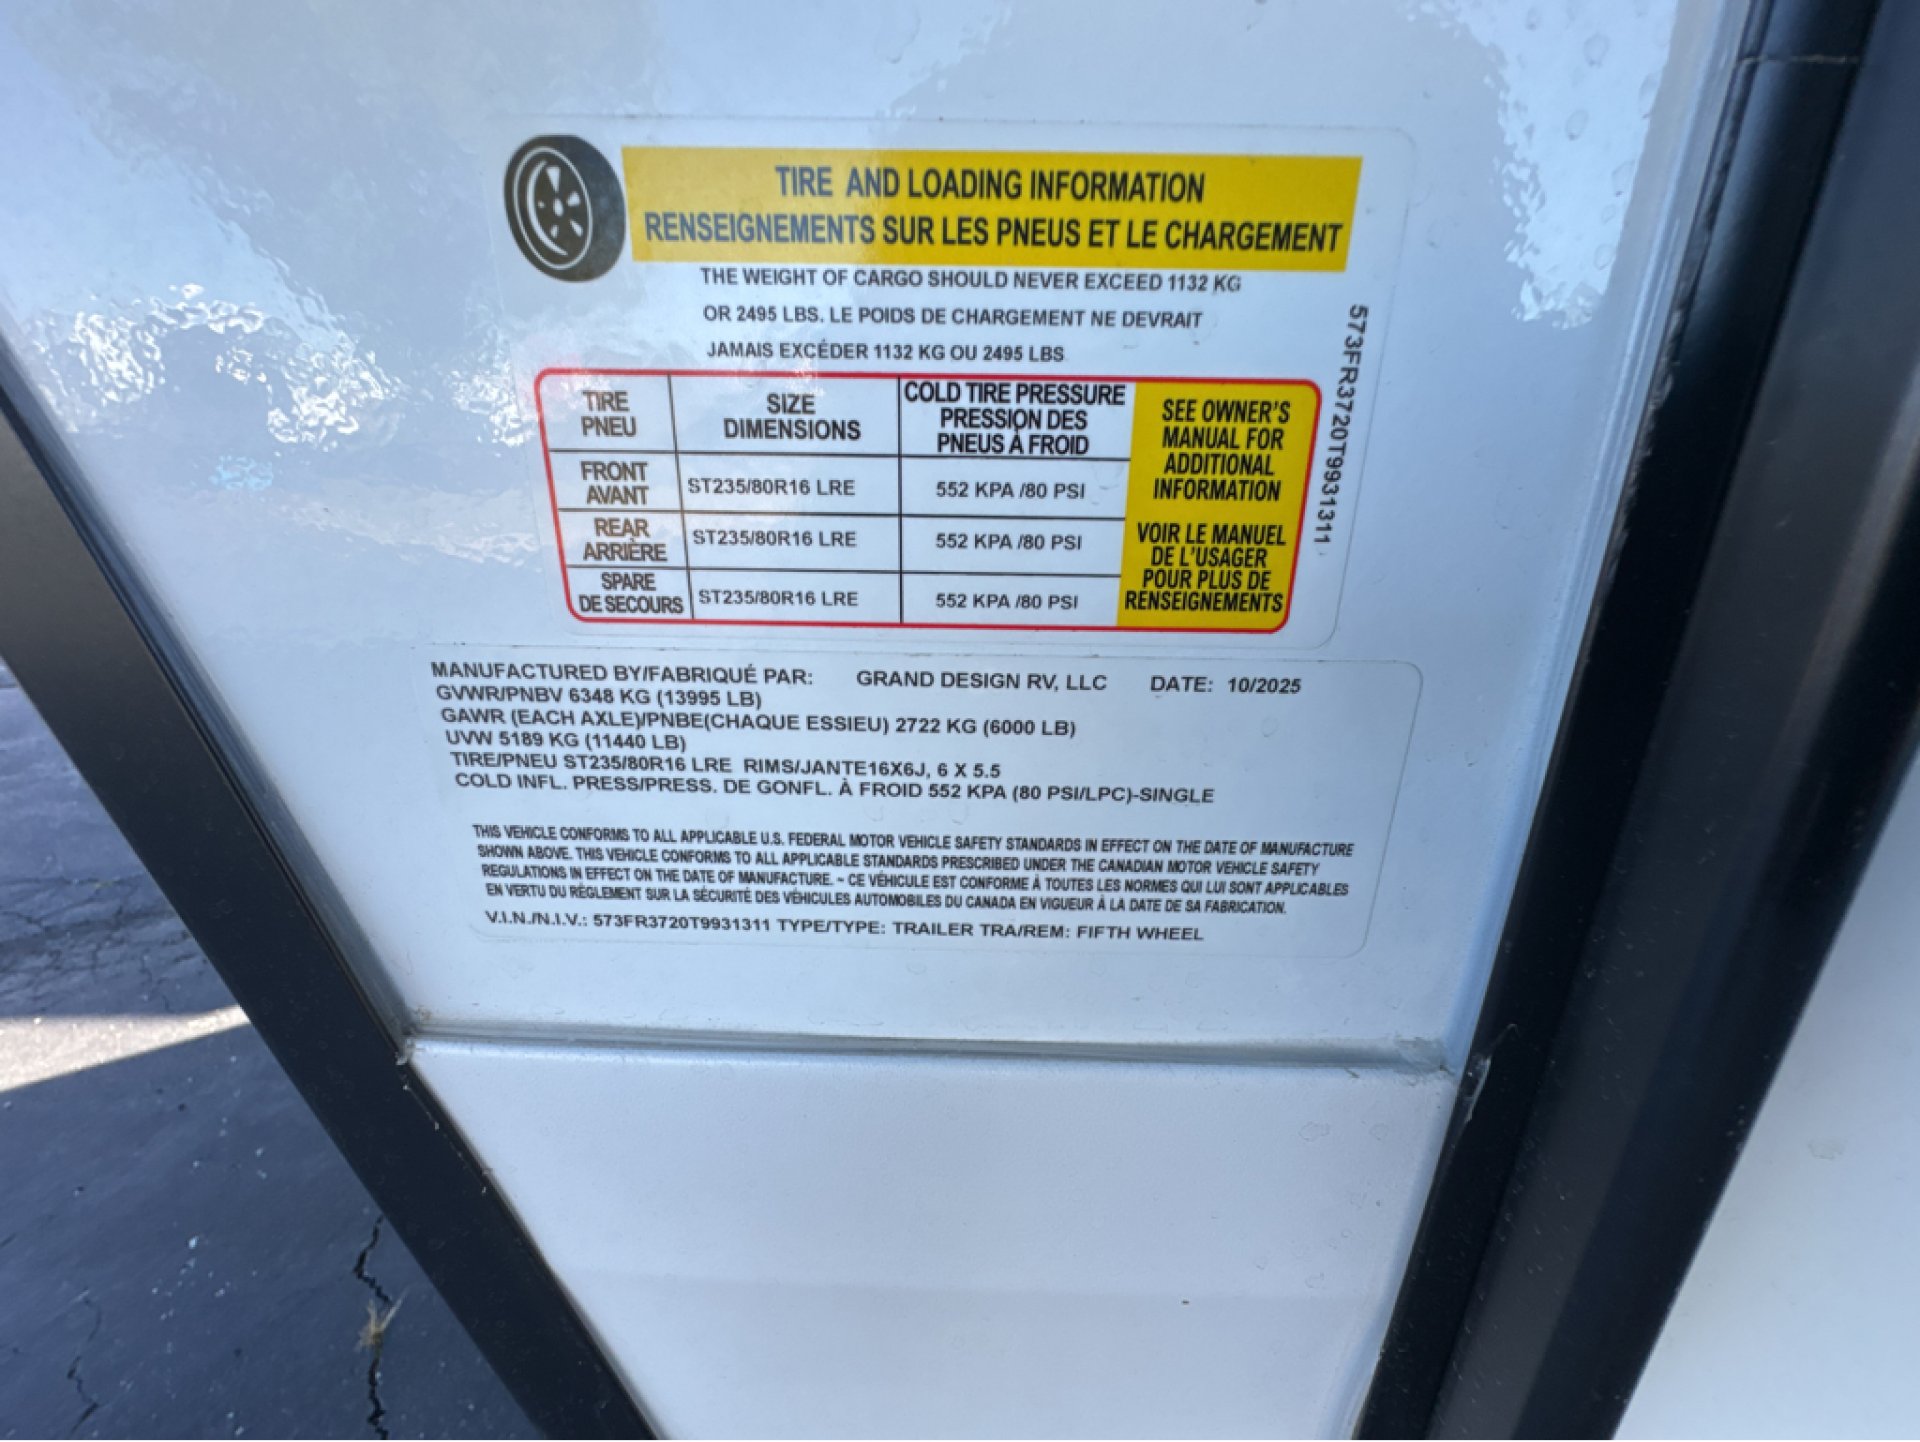 TIRE AND LOADING INFORMATION
RENSEIGNEMENTS SUR LES PNEUS ET LE CHARGEMENT
THE WEIGHT OF CARGO SHOULD NEVER EXCEED 1132 KG
OR 2495 LBS. LE POIDS DE CHARGEMENT NE DEVRAIT
JAMAIS EXCÉDER 1132 KG OU 2495 LBS
TIRE
PNEU
SIZE
DIMENSIONS
COLD TIRE PRESSURE
PRESSION DES
PNEUS À FROID
FRONT
AVANT
ST235/80R16 LRE
552 KPA /80 PSI
REAR
ARRIÈRE
ST235/80R16 LRE
552 KPA /80 PSI
SPARE
DE SECOURS
ST235/80R16 LRE
552 KPA /80 PSI
SEE OWNER'S
MANUAL FOR
ADDITIONAL
INFORMATION
VOIR LE MANUEL
DE L'USAGER
POUR PLUS DE
RENSEIGNEMENTS
573FR3720T9931311
MANUFACTURED BY/FABRIQUÉ PAR: GRAND DESIGN RV, LLC DATE: 10/2025
GVWR/PNBV 6348 KG (13995 LB)
GAWR (EACH AXLE)/PNBE(CHAQUE ESSIEU) 2722 KG (6000 LB)
UVW 5189 KG (11440 LB)
TIRE/PNEU ST235/80R16 LRE RIMS/JANTE16X6J, 6 X 5.5
COLD INFL. PRESS/PRESS. DE GONFL. À FROID 552 KPA (80 PSI/LPC)-SINGLE
THIS VEHICLE CONFORMS TO ALL APPLICABLE U.S. FEDERAL MOTOR VEHICLE SAFETY STANDARDS IN EFFECT ON THE DATE OF MANUFACTURE
SHOWN ABOVE. THIS VEHICLE CONFORMS TO ALL APPLICABLE STANDARDS PRESCRIBED UNDER THE CANADIAN MOTOR VEHICLE SAFETY
REGULATIONS IN EFFECT ON THE DATE OF MANUFACTURE. ~ CE VÉHICULE EST CONFORME À TOUTES LES NORMES QUI LUI SONT APPLICABLES
EN VERTU DU RÈGLEMENT SUR LA SÉCURITÉ DES VÉHICULES AUTOMOBILES DU CANADA EN VIGUEUR À LA DATE DE SA FABRICATION.
V.I.N./N.I.V.: 573FR3720T9931311 TYPE/TYPE: TRAILER TRA/REM: FIFTH WHEEL